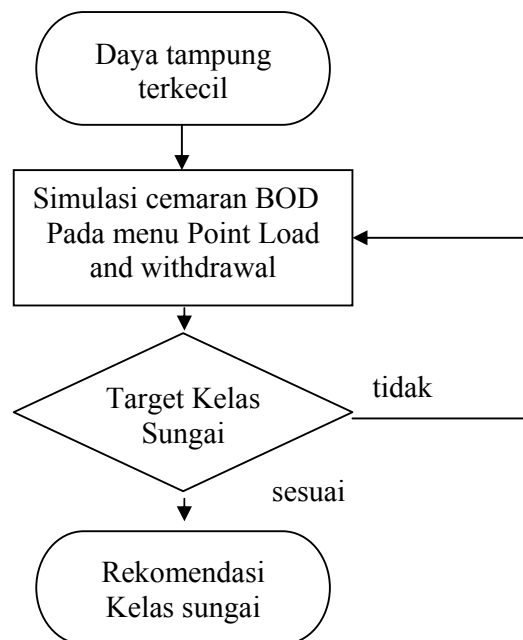 Daya tampung
terkecil
Simulasi cemaran BOD
Pada menu Point Load
and withdrawal
Target Kelas
Sungai
tidak
sesuai
Rekomendasi
Kelas sungai